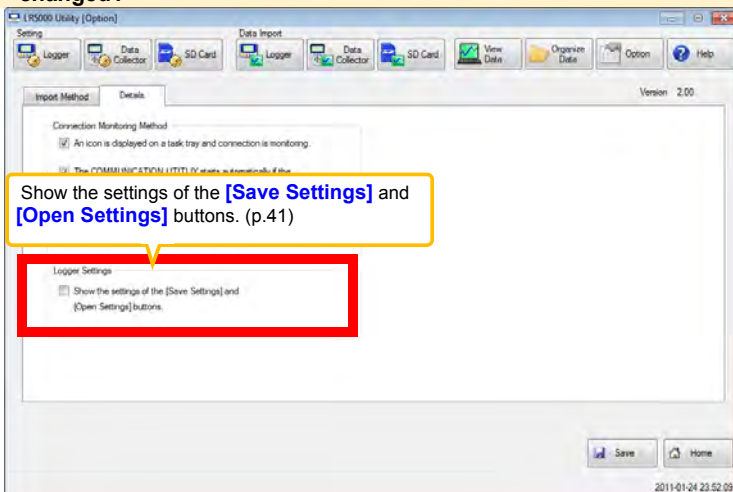 changed?
LR5000 Utility [Option]
Setting
Data Import
Logger
Data Collector
SD Card
Logger
Data Collector
SD Card
View Data
Organize Data
Option
Help
Import Method
Details
Version 2.00
Connection Monitoring Method
An icon is displayed on a task tray and connection is monitoring.
The COMMUNICATION UTITLIY starts automatically if the
Show the settings of the [Save Settings] and
[Open Settings] buttons. (p.41)
Logger Settings
Show the settings of the [Save Settings] and
[Open Settings] buttons.
Save
Home
2011-01-24 23:52:09